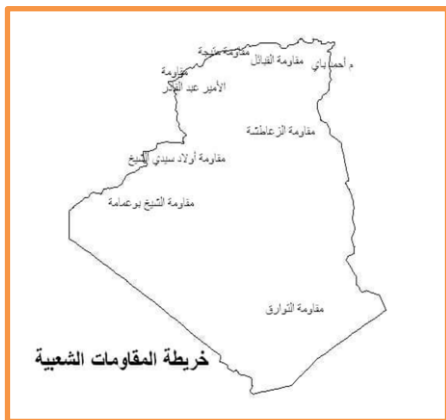 مقاومة متيجة
مقاومة القبائل
م أحمد باي
مقاومة
الأمير عبد القادر
مقاومة الزعاطشة
مقاومة أولاد سيدي الشيخ
مقاومة الشيخ بوعمامة
مقاومة التوارق
خريطة المقاومات الشعبية